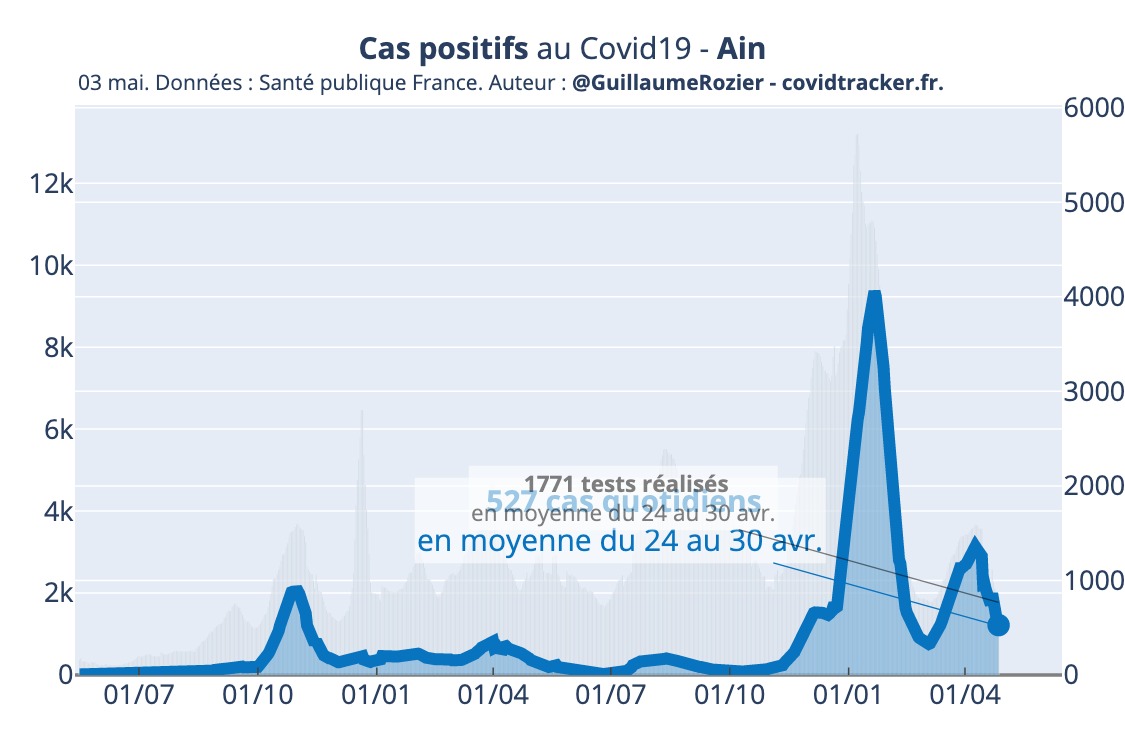 Cas positifs au Covid19 - Ain
03 mai. Données : Santé publique France. Auteur : @GuillaumeRozier - covidtracker.fr.
6000
12k
5000
10k
4000
8k
3000
6k
1771 tests réalisés
2000
527 cas quotidiens
4k
en moyenne du 24 au 30 avr.
en moyenne du 24 au 30 avr.
2k
1000
0
0
01/07 01/10 01/01 01/04 01/07 01/10 01/01 01/04